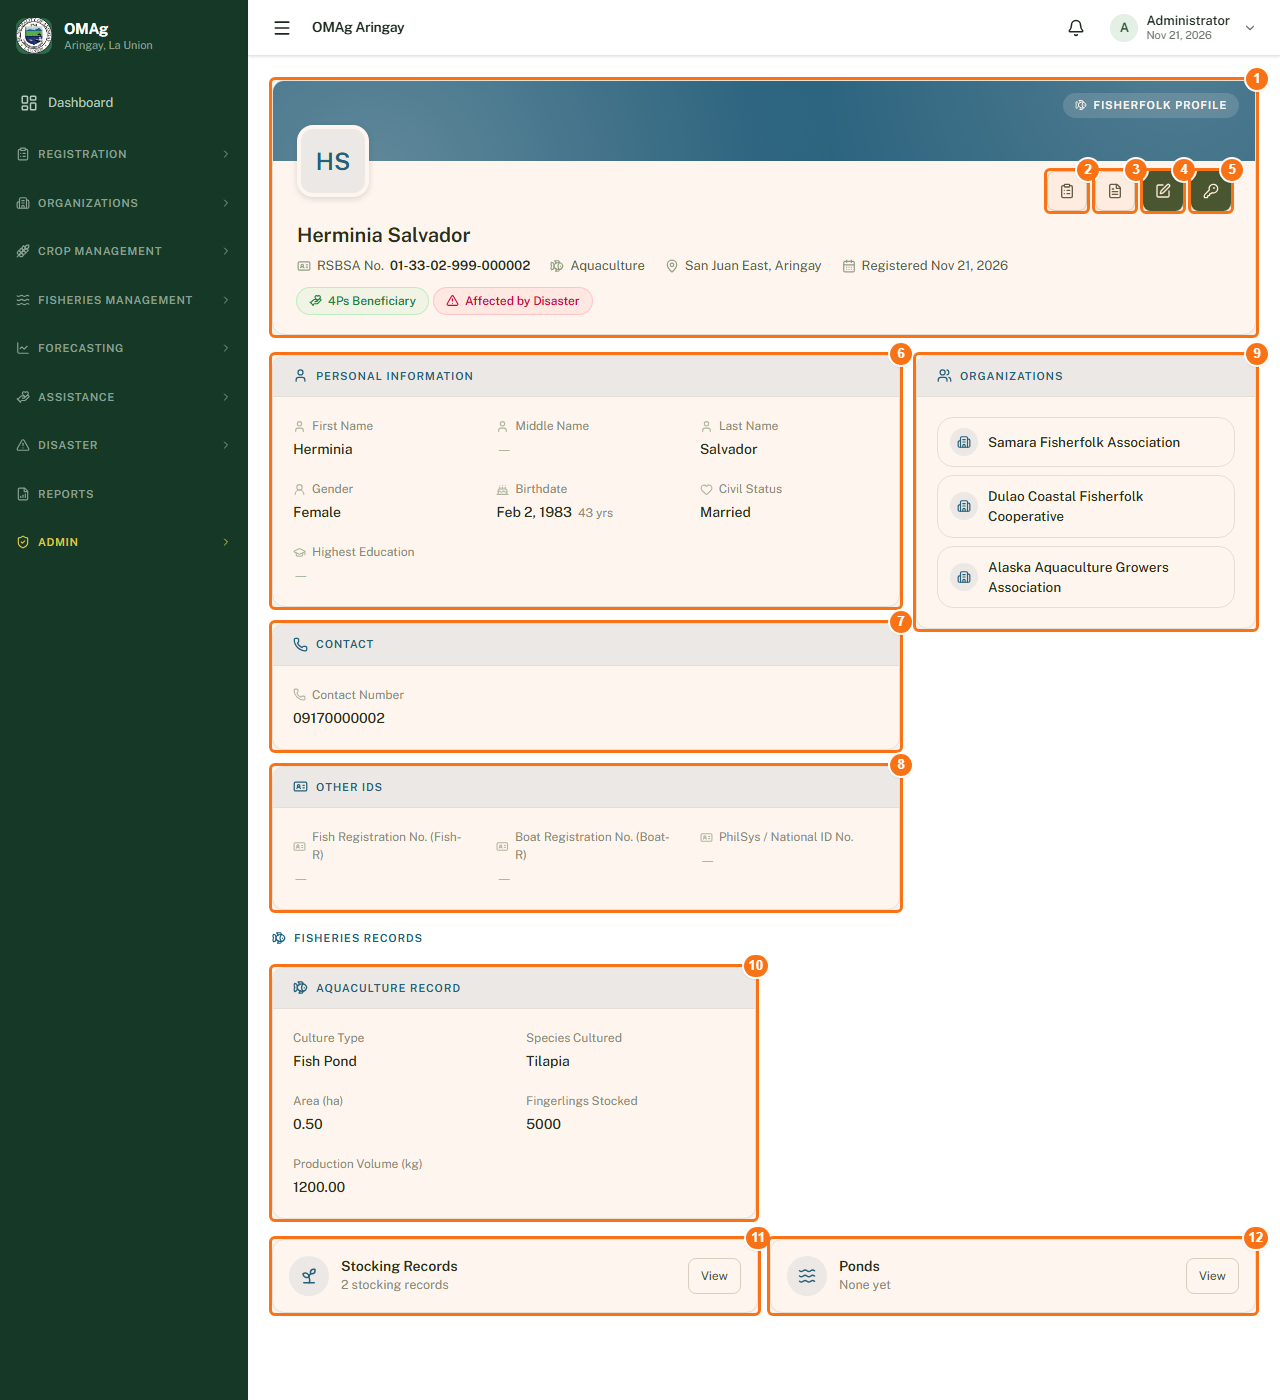 OMAg
Aringay, La Union
Dashboard
REGISTRATION
ORGANIZATIONS
CROP MANAGEMENT
FISHERIES MANAGEMENT
FORECASTING
ASSISTANCE
DISASTER
REPORTS
ADMIN
OMAg Aringay
A
Administrator
Nov 21, 2026
1
FISHERFOLK PROFILE
HS
2
3
4
5
Herminia Salvador
RSBSA No. 01-33-02-999-000002
Aquaculture
San Juan East, Aringay
Registered Nov 21, 2026
4Ps Beneficiary
Affected by Disaster
6
PERSONAL INFORMATION
First Name
Herminia
Middle Name
—
Last Name
Salvador
Gender
Female
Birthdate
Feb 2, 1983 43 yrs
Civil Status
Married
Highest Education
—
9
ORGANIZATIONS
Samara Fisherfolk Association
Dulao Coastal Fisherfolk
Cooperative
Alaska Aquaculture Growers
Association
7
CONTACT
Contact Number
09170000002
8
OTHER IDS
Fish Registration No. (Fish-
R)
—
Boat Registration No. (Boat-
R)
—
PhilSys / National ID No.
—
FISHERIES RECORDS
10
AQUACULTURE RECORD
Culture Type
Fish Pond
Species Cultured
Tilapia
Area (ha)
0.50
Fingerlings Stocked
5000
Production Volume (kg)
1200.00
11
Stocking Records
2 stocking records
View
12
Ponds
None yet
View